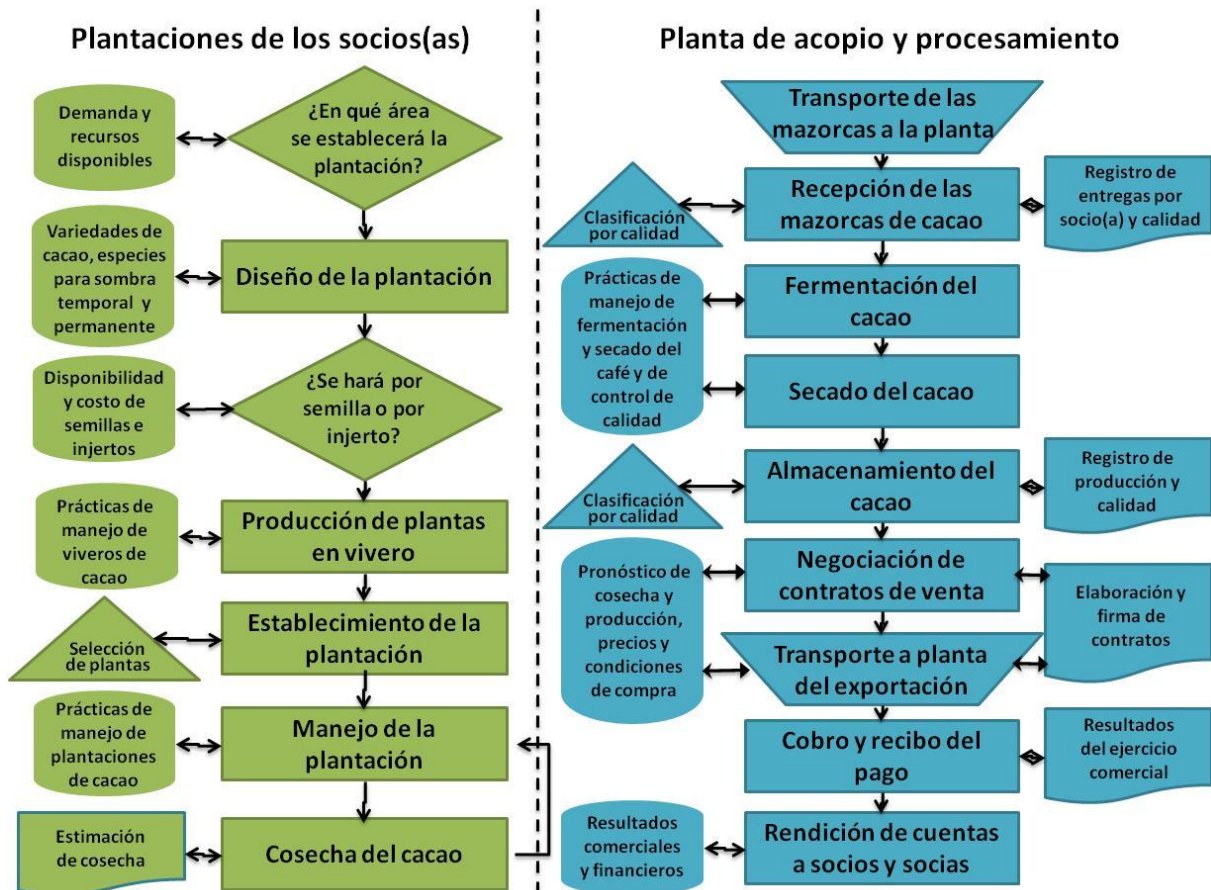 Plantaciones de los socios(as)
Demanda y
recursos
disponibles
¿En qué área
se establecerá la
plantación?
Variedades de
cacao, especies
para sombra
temporal y
permanente
Diseño de la plantación
Disponibilidad
y costo de
semillas e
injertos
¿Se hará por
semilla o por
injerto?
Prácticas de
manejo de
viveros de
cacao
Producción de plantas
en vivero
Selección
de plantas
Establecimiento de la
plantación
Prácticas de
manejo de
plantaciones
de cacao
Manejo de la
plantación
Estimación
de cosecha
Cosecha del cacao
Planta de acopio y procesamiento
Transporte de las
mazorcas a la planta
Clasificación
por calidad
Recepción de las
mazorcas de cacao
Registro de
entregas por
socio(a) y calidad
Prácticas de
manejo de
fermentación
y secado del
café y de
control de
calidad
Fermentación del
cacao
Secado del cacao
Clasificación
por calidad
Almacenamiento del
cacao
Registro de
producción y
calidad
Pronóstico de
cosecha y
producción,
precios y
condiciones
de compra
Negociación de
contratos de venta
Elaboración y
firma de
contratos
Transporte a planta
del exportación
Cobro y recibo del
pago
Resultados
del ejercicio
comercial
Resultados
comerciales
y financieros
Rendición de cuentas
a socios y socias